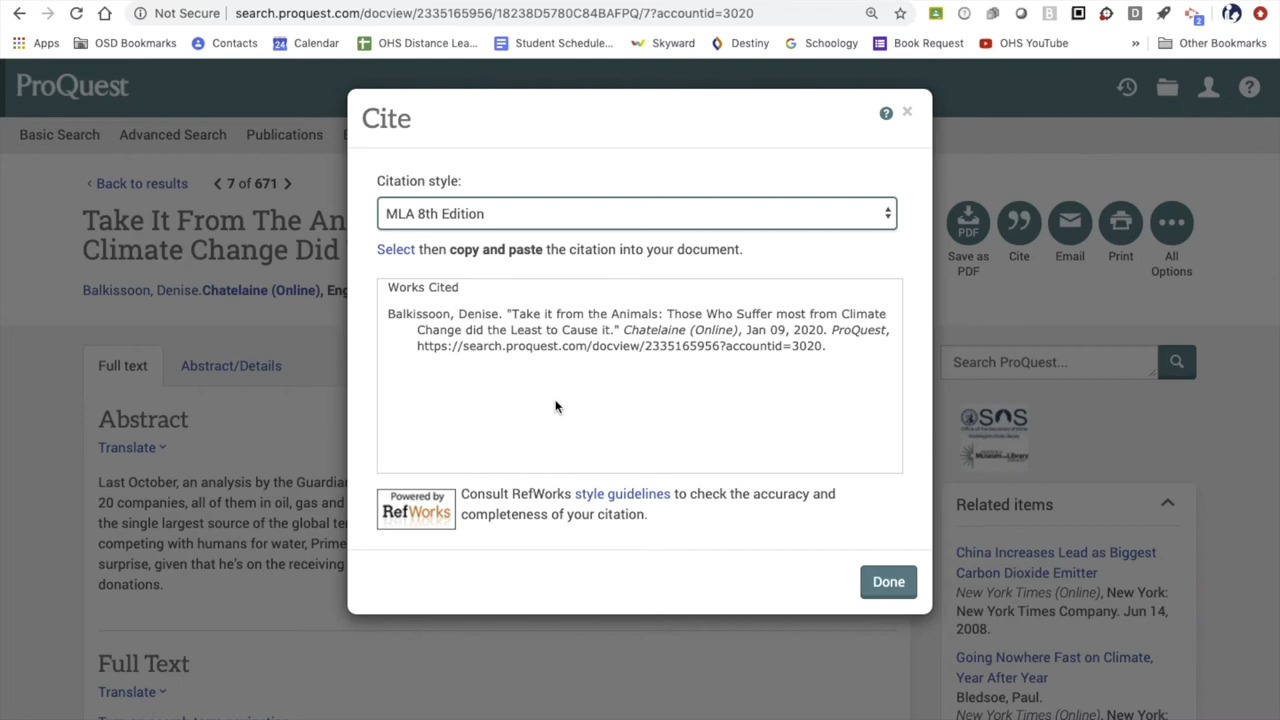 Not Secure search.proquest.com/docview/2335165956/18238D5780C84BAFPQ/7?accountid=3020
Apps OSD Bookmarks Contacts Calendar OHS Distance Lea... Student Schedule... Skyward Destiny Schoology Book Request OHS YouTube » Other Bookmarks
ProQuest
Basic Search Advanced Search Publications
Cite
Citation style:
MLA 8th Edition
Select then copy and paste the citation into your document.
Works Cited
Balkissoon, Denise. "Take it from the Animals: Those Who Suffer most from Climate
Change did the Least to Cause it." Chatelaine (Online), Jan 09, 2020. ProQuest,
https://search.proquest.com/docview/2335165956?accountid=3020.
Powered by
RefWorks
Consult RefWorks style guidelines to check the accuracy and
completeness of your citation.
Done
‹ Back to results 7 of 671
Take It From The An
Climate Change Did
Balkissoon, Denise.Chatelaine (Online), Eng
PDF
Save as
PDF
Cite
Email
Print
All
Options
Full text Abstract/Details
Abstract
Translate
Last October, an analysis by the Guardia
20 companies, all of them in oil, gas and
the single largest source of the global te
competing with humans for water, Prime
surprise, given that he's on the receiving
donations.
Full Text
Translate
Search ProQuest...
SOS
Related items
China Increases Lead as Biggest
Carbon Dioxide Emitter
New York Times (Online), New York:
New York Times Company. Jun 14,
2008.
Going Nowhere Fast on Climate,
Year After Year
Bledsoe, Paul.
New York Times (Online), New York: